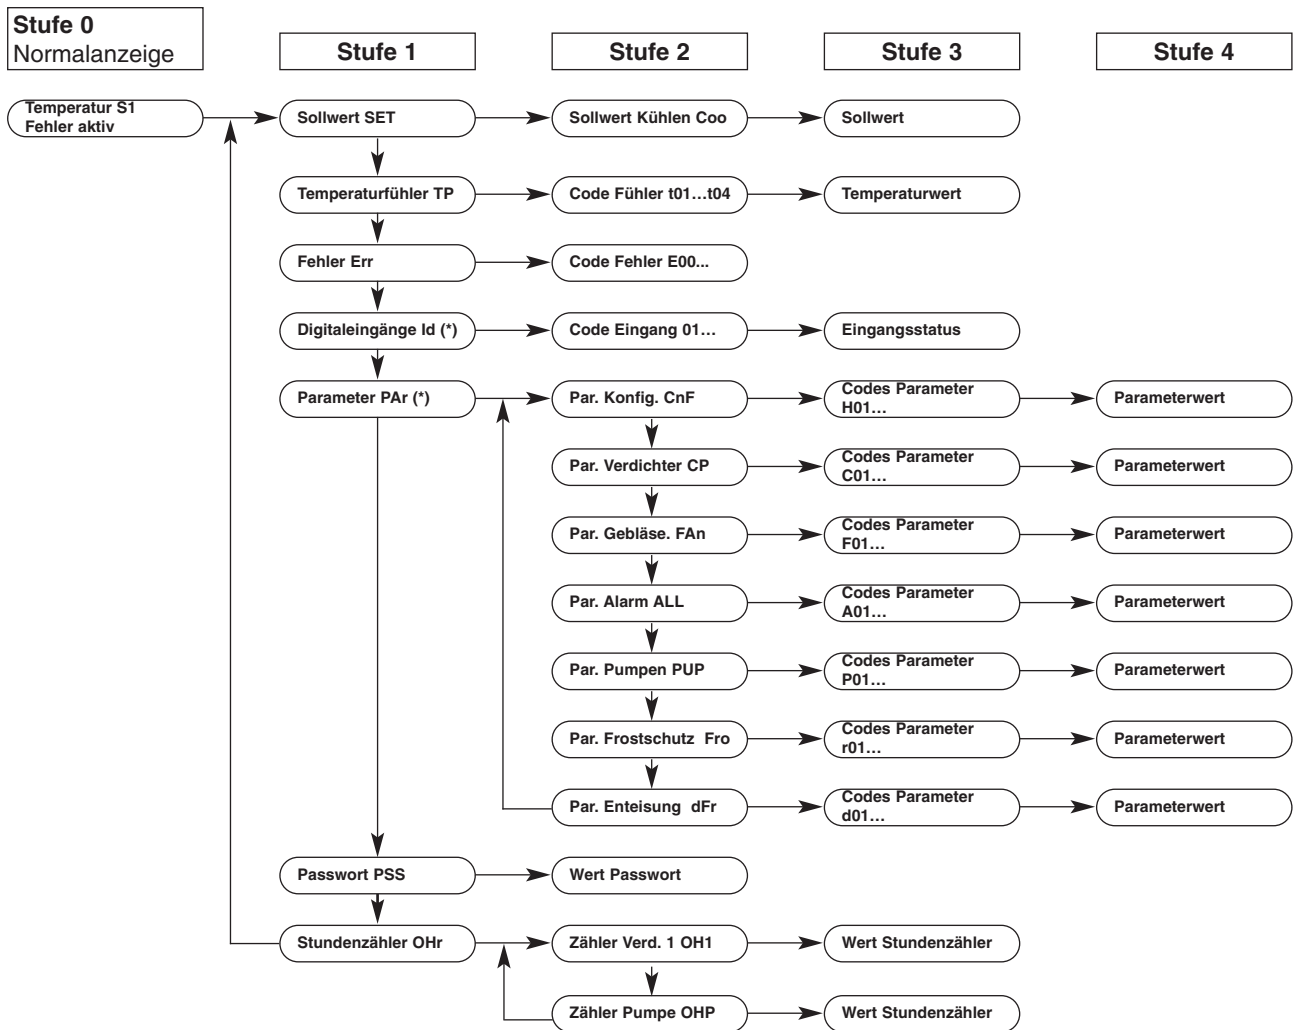 Stufe 0
Normalanzeige
Stufe 1
Stufe 2
Stufe 3
Stufe 4
Temperatur S1
Fehler aktiv
Sollwert SET
Sollwert Kühlen Coo
Sollwert
Temperaturfühler TP
Code Fühler t01...t04
Temperaturwert
Fehler Err
Code Fehler E00...
Digitaleingänge Id (*)
Code Eingang 01...
Eingangsstatus
Parameter PAr (*)
Par. Konfig. CnF
Codes Parameter
H01...
Parameterwert
Par. Verdichter CP
Codes Parameter
C01...
Parameterwert
Par. Gebläse. FAn
Codes Parameter
F01...
Parameterwert
Par. Alarm ALL
Codes Parameter
A01...
Parameterwert
Par. Pumpen PUP
Codes Parameter
P01...
Parameterwert
Par. Frostschutz Fro
Codes Parameter
r01...
Parameterwert
Par. Enteisung dFr
Codes Parameter
d01...
Parameterwert
Passwort PSS
Wert Passwort
Stundenzähler OHr
Zähler Verd. 1 OH1
Wert Stundenzähler
Zähler Pumpe OHP
Wert Stundenzähler